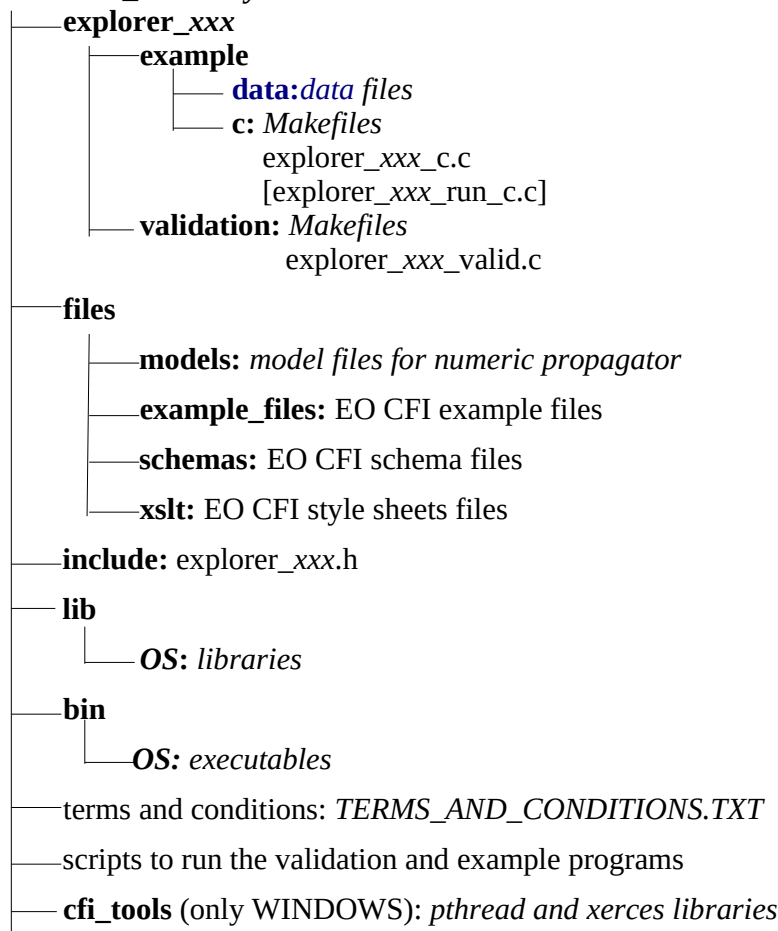 explorer_xxx
example
data:data files
c: Makefiles
explorer_xxx_c.c
[explorer_xxx_run_c.c]
validation: Makefiles
explorer_xxx_valid.c
files
models: model files for numeric propagator
example_files: EO CFI example files
schemas: EO CFI schema files
xslt: EO CFI style sheets files
include: explorer_xxx.h
lib
OS: libraries
bin
OS: executables
terms and conditions: TERMS_AND_CONDITIONS.TXT
scripts to run the validation and example programs
cfi_tools (only WINDOWS): pthread and xerces libraries